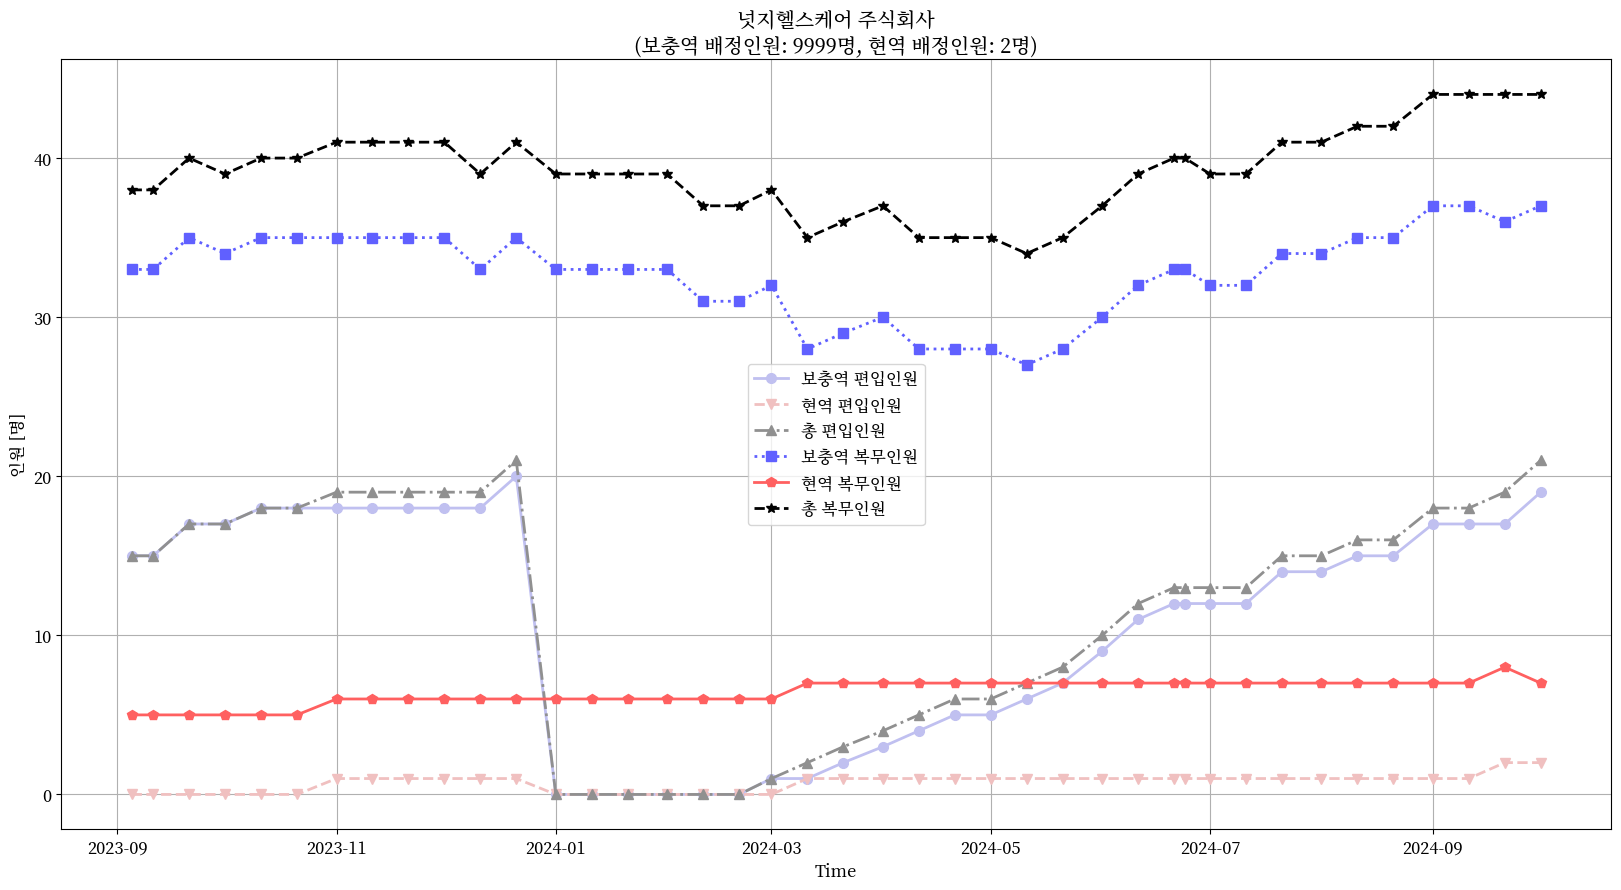 넛지헬스케어 주식회사
(보충역 배정인원: 9999명, 현역 배정인원: 2명)
인원 [명]
40
30
20
10
0
보충역 편입인원
현역 편입인원
총 편입인원
보충역 복무인원
현역 복무인원
총 복무인원
2023-09
2023-11
2024-01
2024-03
2024-05
2024-07
2024-09
Time